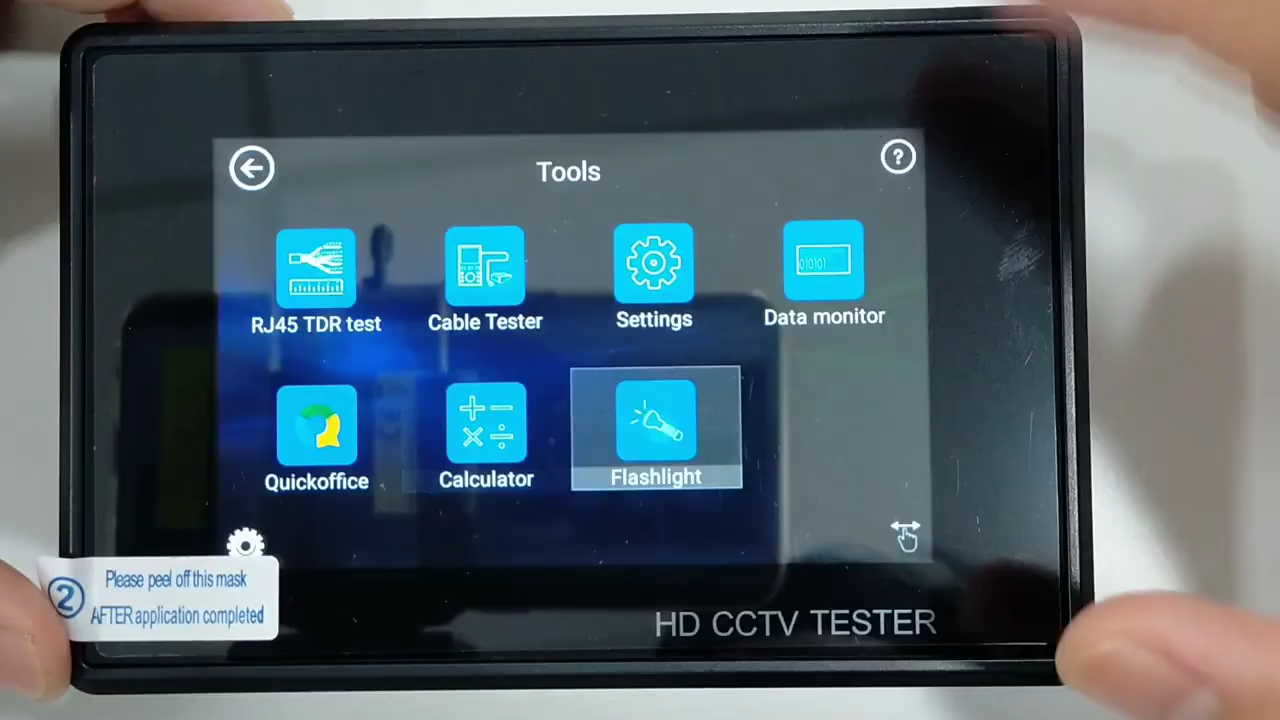 ?
Tools
RJ45 TDR test
Cable Tester
Settings
010101
Data monitor
Quickoffice
Calculator
Flashlight
2
Please peel off this mask
AFTER application completed
HD CCTV TESTER